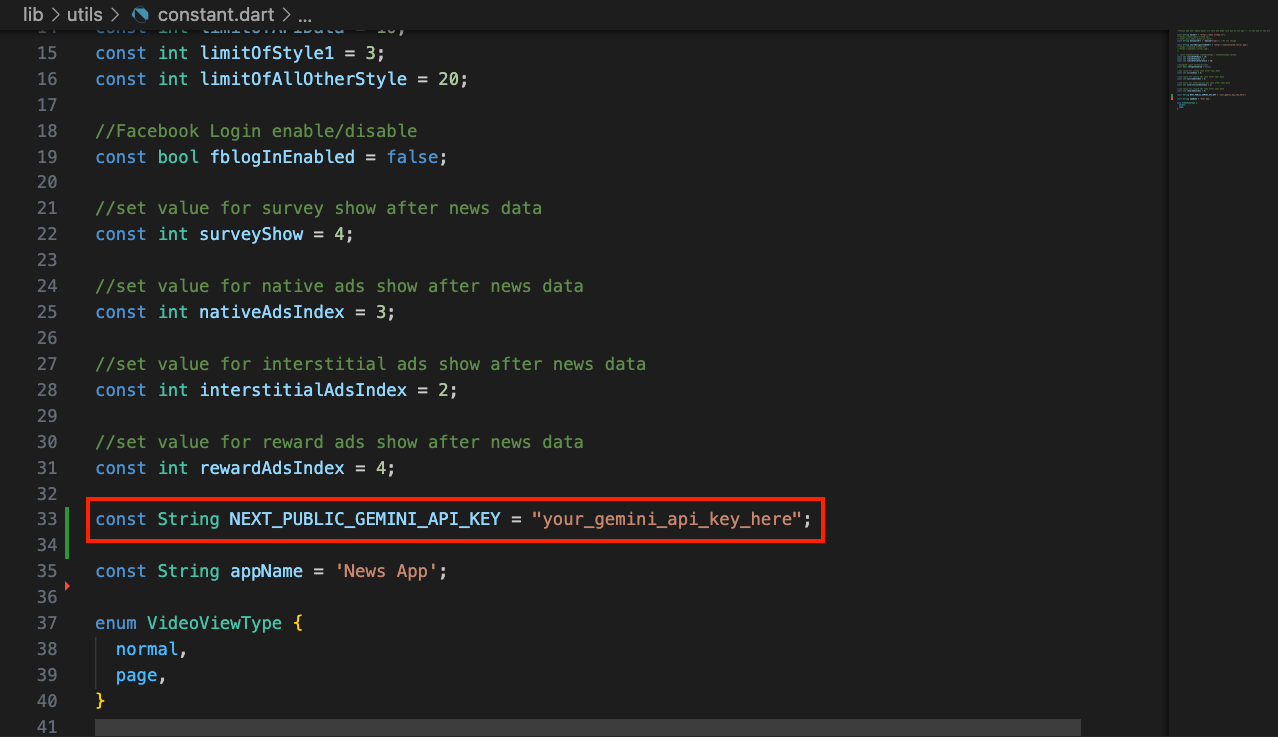 lib > utils > constant.dart > ...
15 const int limitOfStyle1 = 3;
16 const int limitOfAllOtherStyle = 20;
17
18 //Facebook Login enable/disable
19 const bool fblogInEnabled = false;
20
21 //set value for survey show after news data
22 const int surveyShow = 4;
23
24 //set value for native ads show after news data
25 const int nativeAdsIndex = 3;
26
27 //set value for interstitial ads show after news data
28 const int interstitialAdsIndex = 2;
29
30 //set value for reward ads show after news data
31 const int rewardAdsIndex = 4;
32
33 const String NEXT_PUBLIC_GEMINI_API_KEY = "your_gemini_api_key_here";
34
35 const String appName = 'News App';
36
37 enum VideoViewType {
38 normal,
39 page,
40 }
41